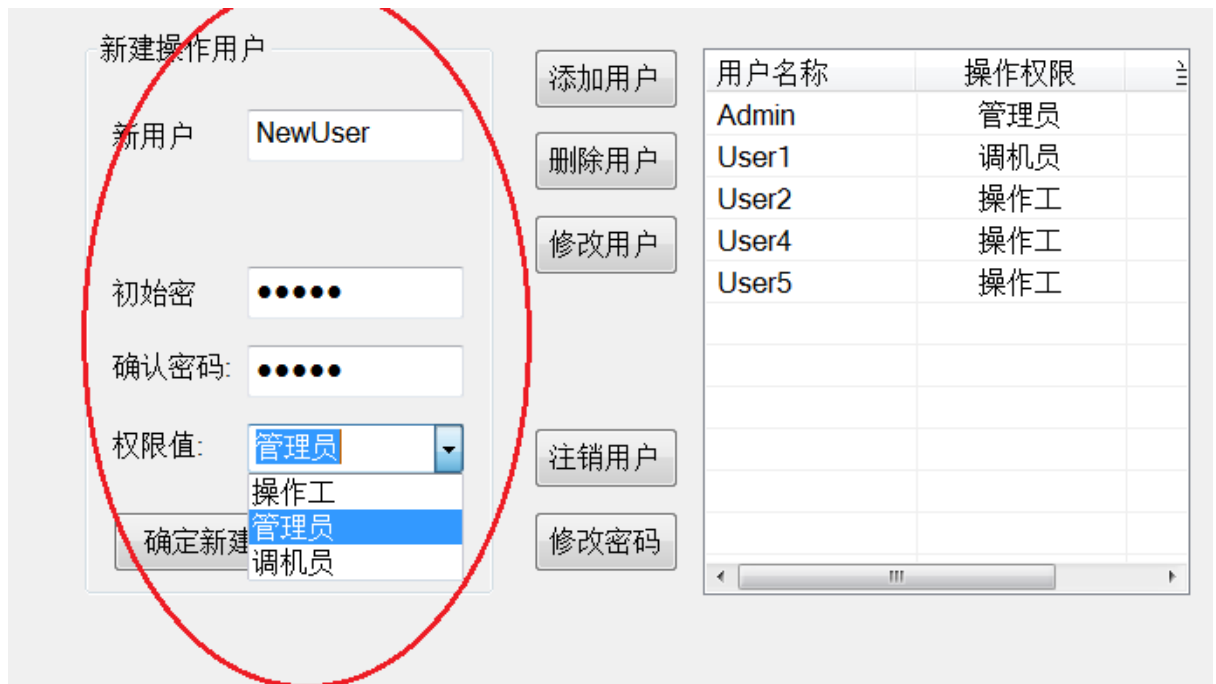 新建操作用户
新用户 NewUser
初始密 ●●●●●
确认密码: ●●●●●
权限值: 管理员
操作工
管理员
调机员
确定新建
添加用户
删除用户
修改用户
注销用户
修改密码
用户名称 操作权限
Admin 管理员
User1 调机员
User2 操作工
User4 操作工
User5 操作工